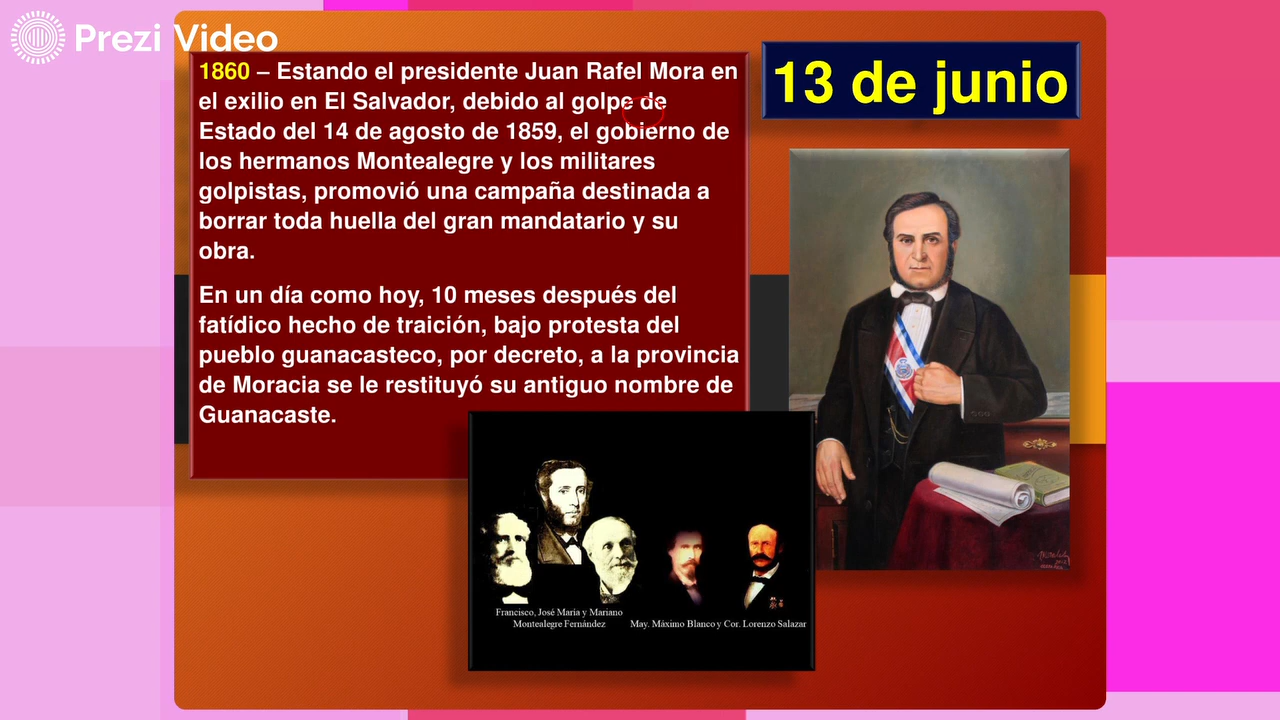 Prezi Video
13 de junio
1860 – Estando el presidente Juan Rafel Mora en
el exilio en El Salvador, debido al golpe de
Estado del 14 de agosto de 1859, el gobierno de
los hermanos Montealegre y los militares
golpistas, promovió una campaña destinada a
borrar toda huella del gran mandatario y su
obra.
En un día como hoy, 10 meses después del
fatídico hecho de traición, bajo protesta del
pueblo guanacasteco, por decreto, a la provincia
de Moracia se le restituyó su antiguo nombre de
Guanacaste.
Francisco, José María y Mariano
Montealegre Fernández
May. Máximo Blanco y Cor. Lorenzo Salazar